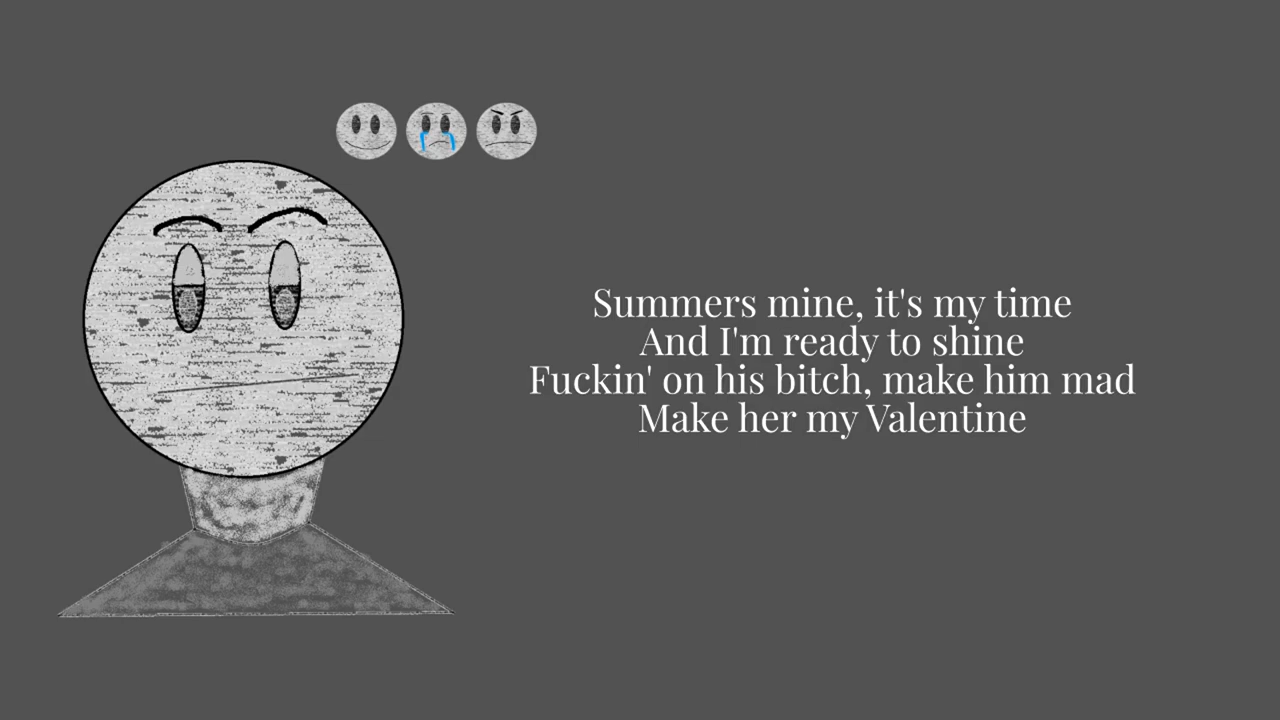 Summers mine, it's my time
And I'm ready to shine
Fuckin' on his bitch, make him mad
Make her my Valentine